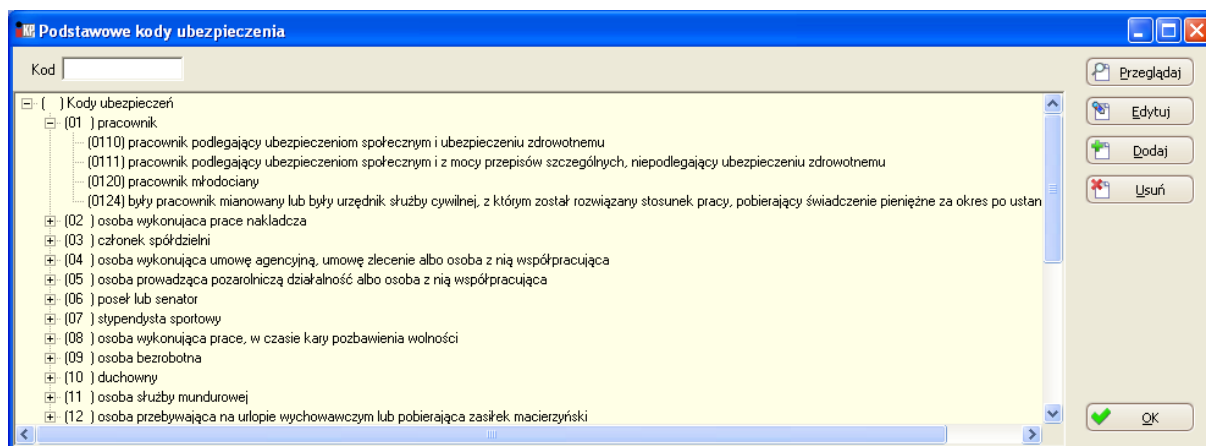 KP Podstawowe kody ubezpieczenia
Kod
Przeglądaj
Edytuj
Dodaj
Usuń
( ) Kody ubezpieczeń
(01 ) pracownik
(0110) pracownik podlegający ubezpieczeniom społecznym i ubezpieczeniu zdrowotnemu
(0111) pracownik podlegający ubezpieczeniom społecznym i z mocy przepisów szczególnych, niepodlegający ubezpieczeniu zdrowotnemu
(0120) pracownik młodociany
(0124) były pracownik mianowany lub były urzędnik służby cywilnej, z którym został rozwiązany stosunek pracy, pobierający świadczenie pieniężne za okres po ustan
(02 ) osoba wykonujaca prace nakladcza
(03 ) członek spółdzielni
(04 ) osoba wykonująca umowę agencyjną, umowę zlecenie albo osoba z nią współpracująca
(05 ) osoba prowadząca pozarolniczą działalność albo osoba z nią współpracująca
(06 ) poseł lub senator
(07 ) stypendysta sportowy
(08 ) osoba wykonująca prace, w czasie kary pozbawienia wolności
(09 ) osoba bezrobotna
(10 ) duchowny
(11 ) osoba służby mundurowej
(12 ) osoba przebywająca na urlopie wychowawczym lub pobierająca zasiłek macierzyński
OK